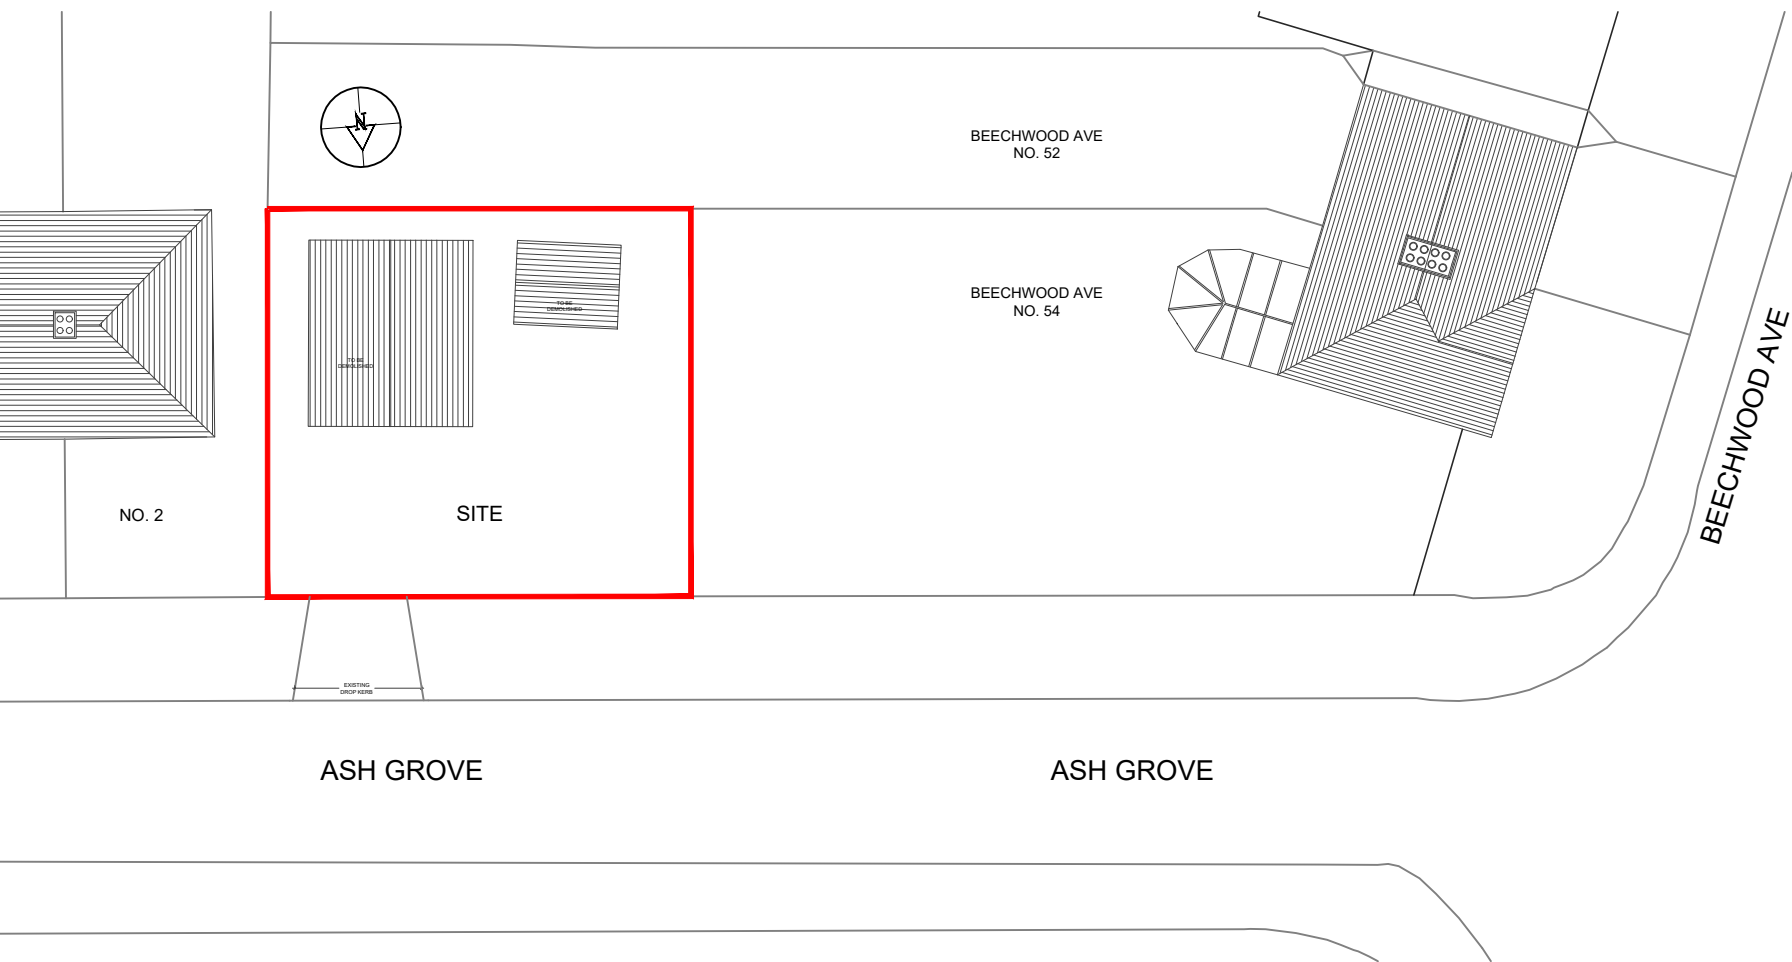 N
BEECHWOOD AVE
NO. 52
BEECHWOOD AVE
NO. 54
TO BE
DEMOLISHED
TO BE
DEMOLISHED
BEECHWOOD AVE
NO. 2
SITE
EXISTING
DROP KERB
ASH GROVE
ASH GROVE